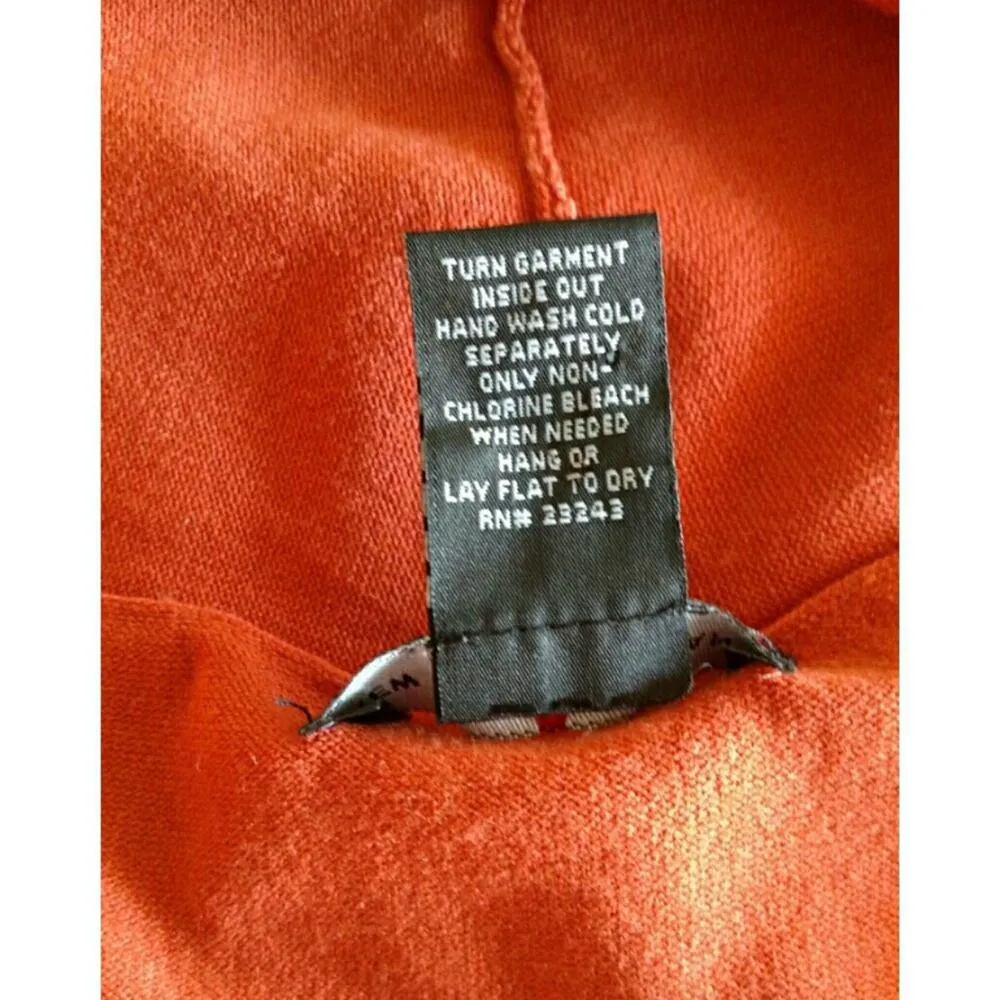 TURN GARMENT
INSIDE OUT
HAND WASH COLD
SEPARATELY
ONLY NON-
CHLORINE BLEACH
WHEN NEEDED
HANG OR
LAY FLAT TO DRY
RN# 23243